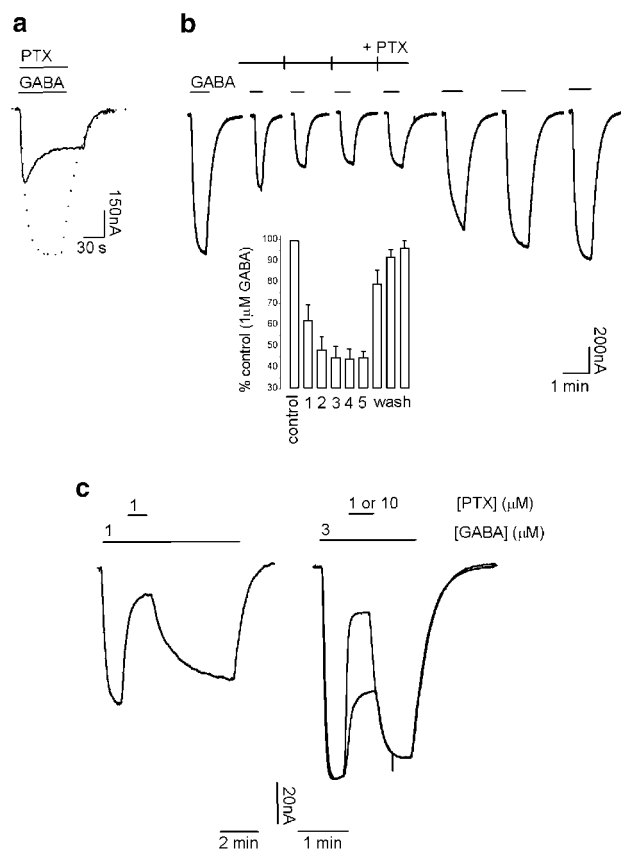 a
PTX
GABA
150nA
30 s
b
+ PTX
GABA
% control (1µM GABA)
100
90
80
70
60
50
40
30
control
1 2 3 4 5 wash
200nA
1 min
c
1
1
1 or 10
3
[PTX] (µM)
[GABA] (µM)
20nA
2 min
1 min